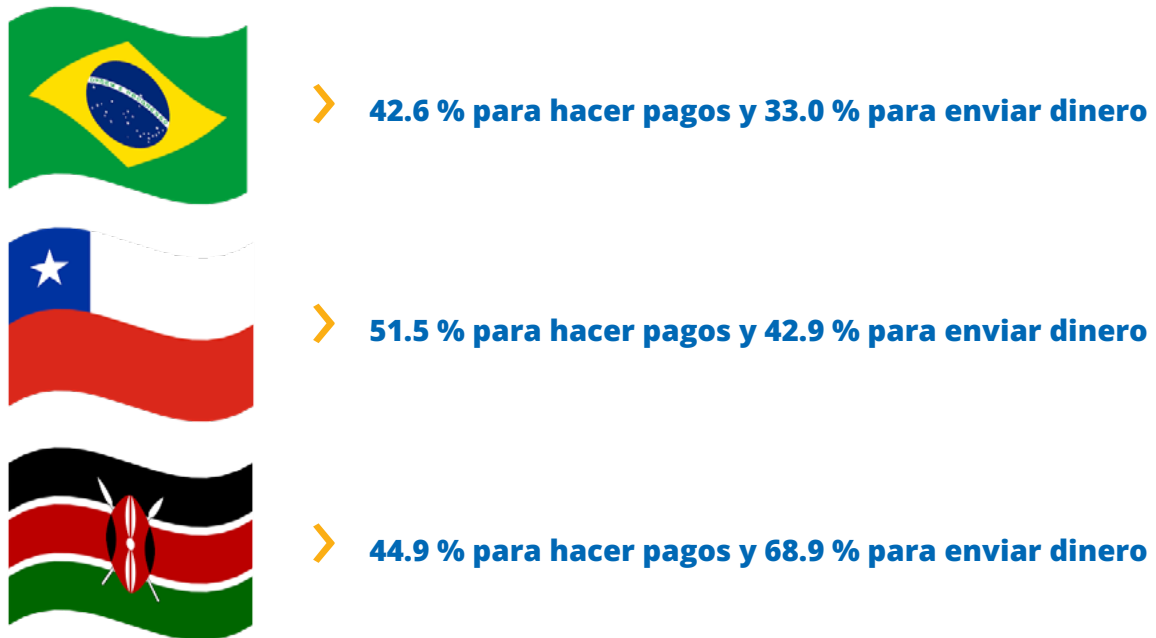 42.6 % para hacer pagos y 33.0 % para enviar dinero
51.5 % para hacer pagos y 42.9 % para enviar dinero
44.9 % para hacer pagos y 68.9 % para enviar dinero